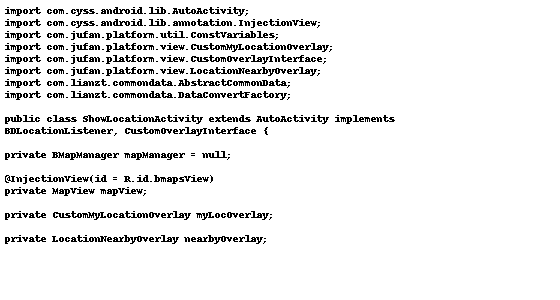 import com.cyss.android.lib.AutoActivity;
import com.cyss.android.lib.annotation.InjectionView;
import com.jufan.platform.util.ConstVariables;
import com.jufan.platform.view.CustomMyLocationOverlay;
import com.jufan.platform.view.CustomOverlayInterface;
import com.jufan.platform.view.LocationNearbyOverlay;
import com.lianzt.commondata.AbstractCommonData;
import com.lianzt.commondata.DataConvertFactory;
public class ShowLocationActivity extends AutoActivity implements
BDLocationListener, CustomOverlayInterface {
private BMapManager mapManager = null;
@InjectionView(id = R.id.bmapsView)
private MapView mapView;
private CustomMyLocationOverlay myLocOverlay;
private LocationNearbyOverlay nearbyOverlay;